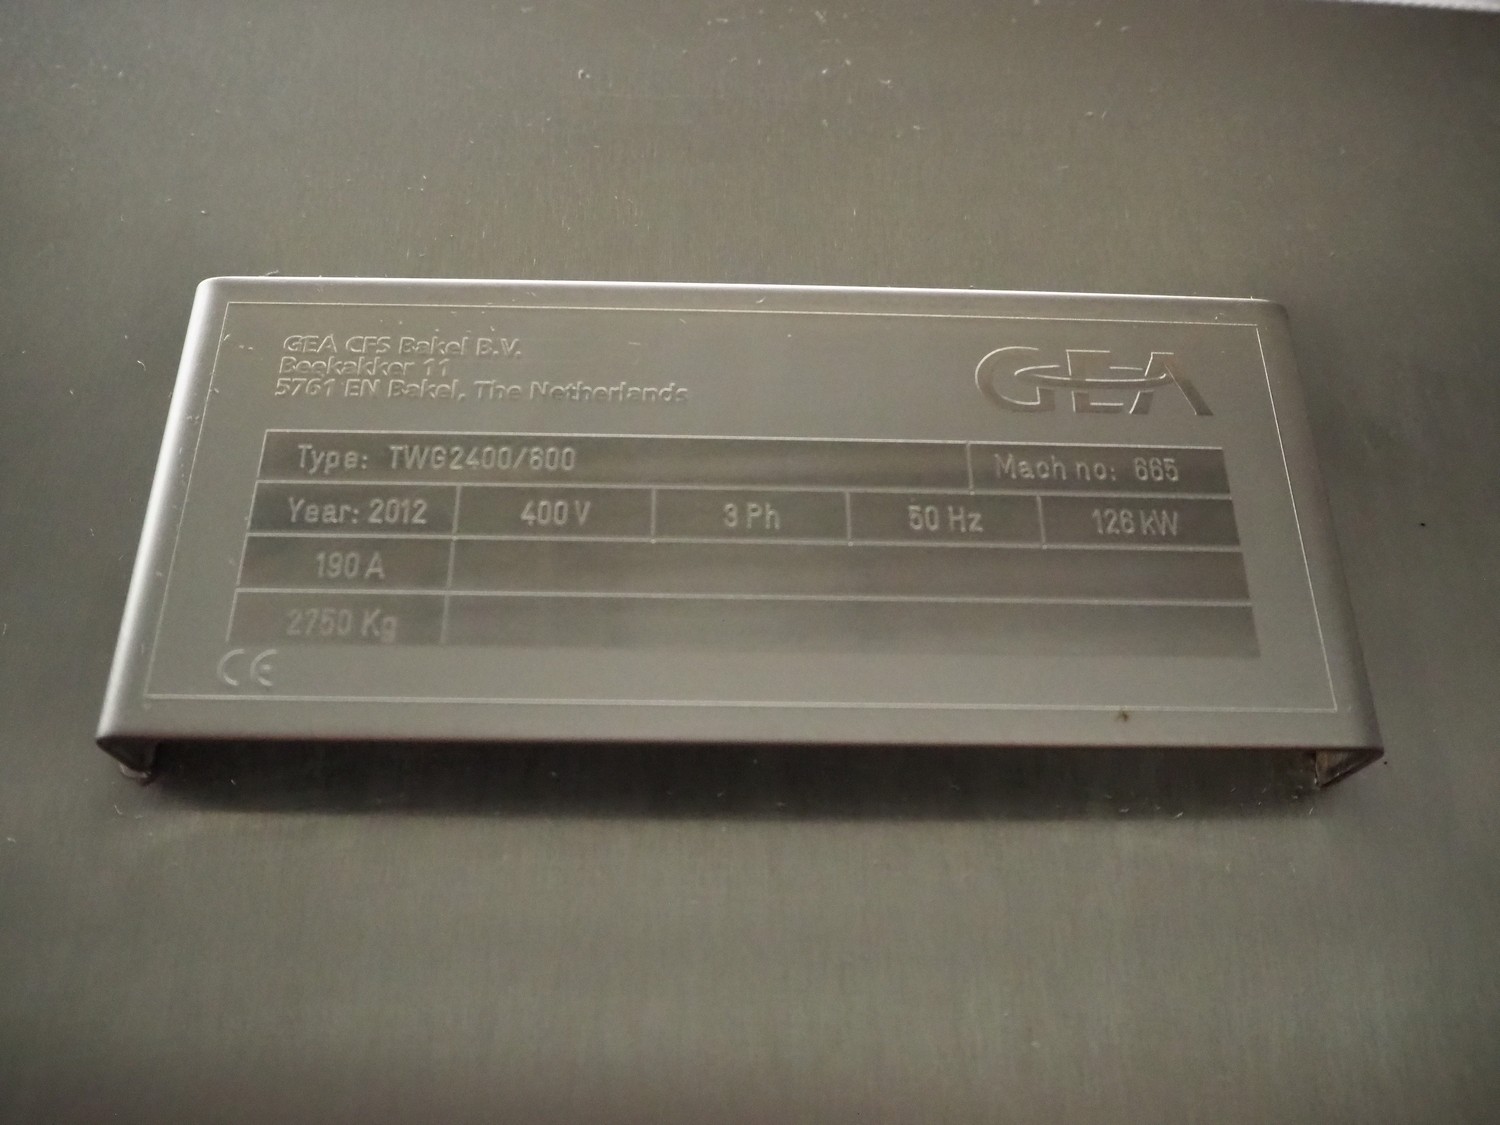 GEA CFS Bakel B.V.
Beekakker 11
5761 EN Bakel, The Netherlands
GEA
Type: TWG2400/600 Mach no: 665
Year: 2012 400 V 3 Ph 50 Hz 126 kW
190 A
2750 Kg
CE